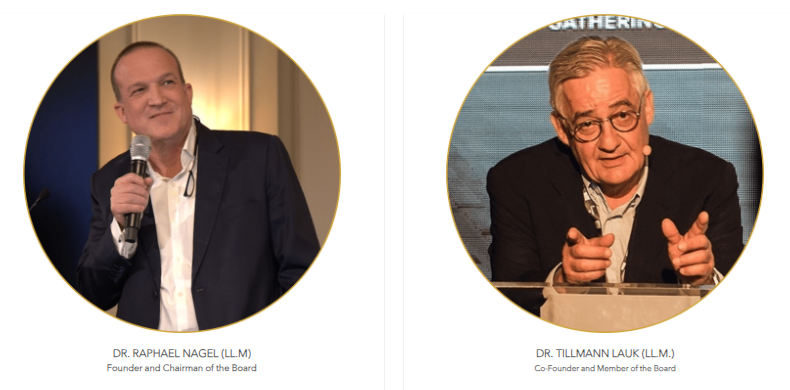 GATHERING
DR. RAPHAEL NAGEL (LL.M)
Founder and Chairman of the Board
DR. TILLMANN LAUK (LL.M.)
Co-Founder and Member of the Board